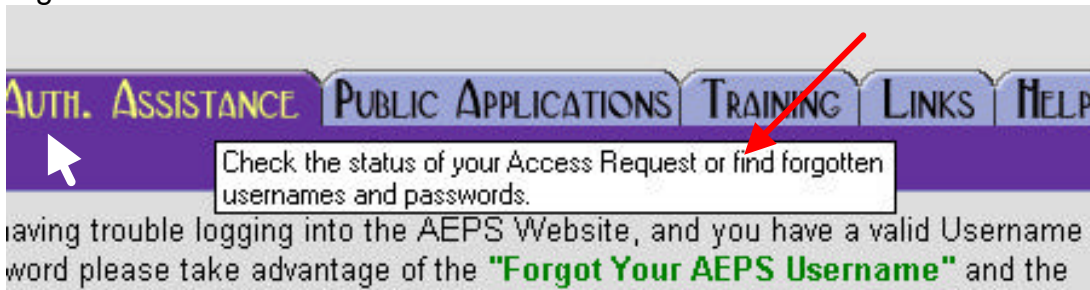 AUTH. ASSISTANCE PUBLIC APPLICATIONS TRAINING LINKS
Check the status of your Access Request or find forgotten
usernames and passwords.
aving trouble logging into the AEPS Website, and you have a valid Username
word please take advantage of the "Forgot Your AEPS Username" and the